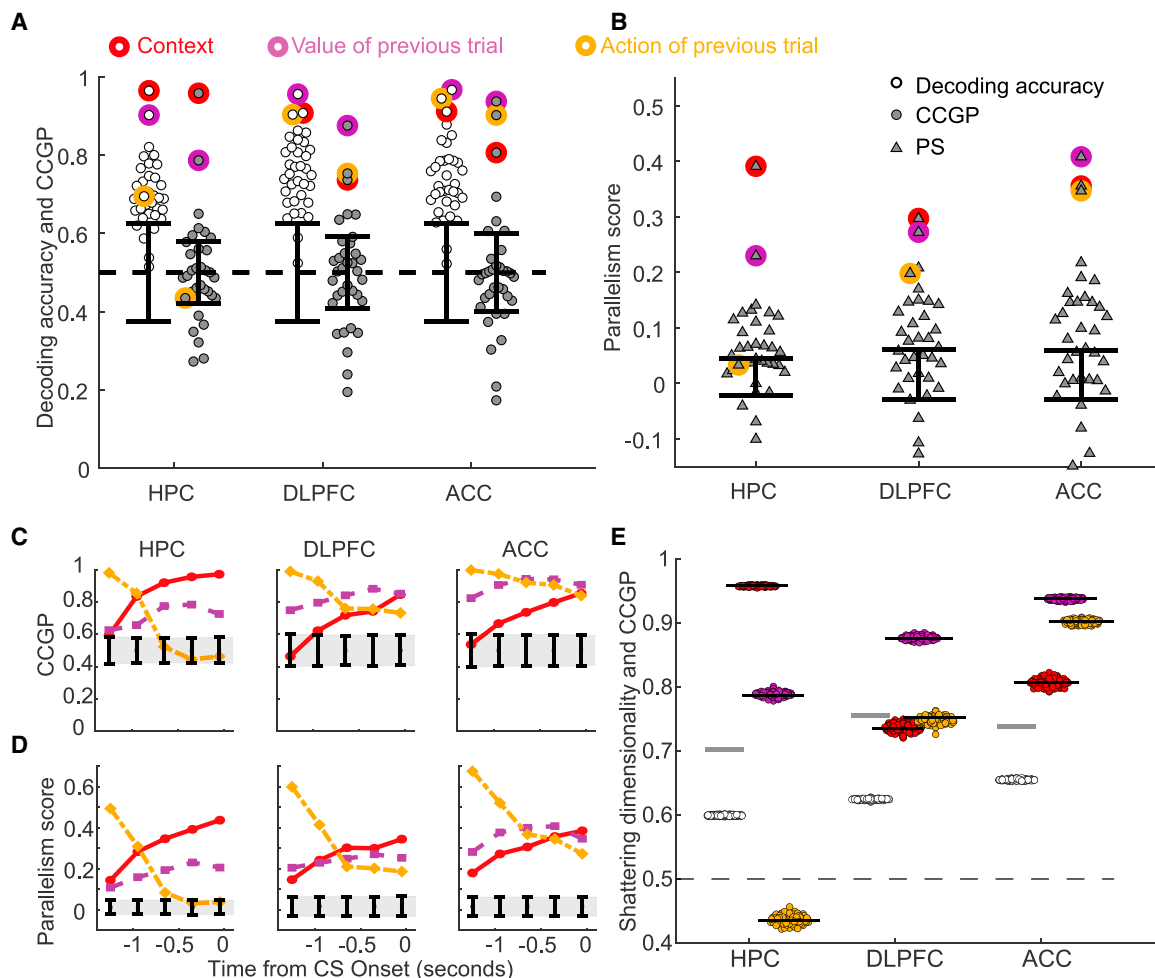 A
Context
Value of previous trial
Action of previous trial
Decoding accuracy and CCGP
1
0.8
0.6
0.4
0.2
0
HPC
DLPFC
ACC
B
Decoding accuracy
CCGP
PS
Parallelism score
0.5
0.4
0.3
0.2
0.1
0
-0.1
HPC
DLPFC
ACC
C
HPC
DLPFC
ACC
CCGP
1
0.8
0.6
0.4
0.2
0
D
Parallelism score
0.6
0.4
0.2
0
-1
-0.5
0
-1
-0.5
0
-1
-0.5
0
Time from CS Onset (seconds)
E
Shattering dimensionality and CCGP
1
0.9
0.8
0.7
0.6
0.5
0.4
HPC
DLPFC
ACC